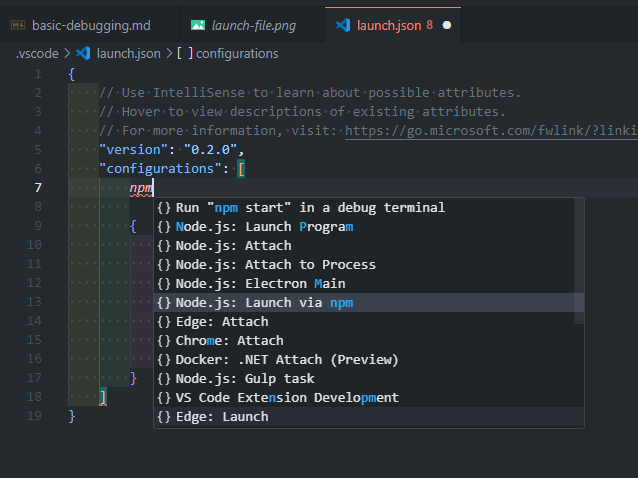 basic-debugging.md launch-file.png launch.json 8
.vscode > launch.json > [ ] configurations
1 {
2 // Use IntelliSense to learn about possible attributes.
3 // Hover to view descriptions of existing attributes.
4 // For more information, visit: https://go.microsoft.com/fwlink/?linki
5 "version": "0.2.0",
6 "configurations": [
7 npm
8 {} Run "npm start" in a debug terminal
9 { {} Node.js: Launch Program
10 {} Node.js: Attach
11 {} Node.js: Attach to Process
12 {} Node.js: Electron Main
13 {} Node.js: Launch via npm
14 {} Edge: Attach
15 {} Chrome: Attach
16 {} Docker: .NET Attach (Preview)
17 } {} Node.js: Gulp task
18 ] {} VS Code Extension Development
19 } {} Edge: Launch